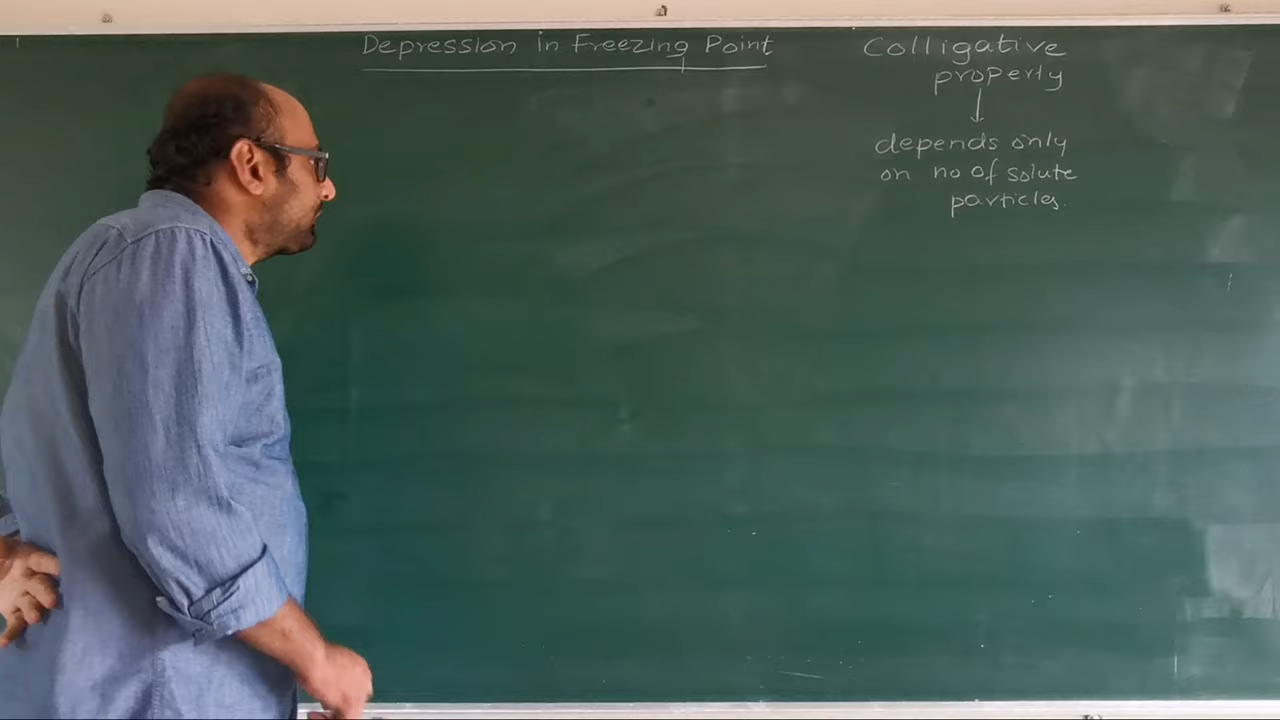 Depression in Freezing Point
Colligative
property
↓
depends only
on no of solute
particles.